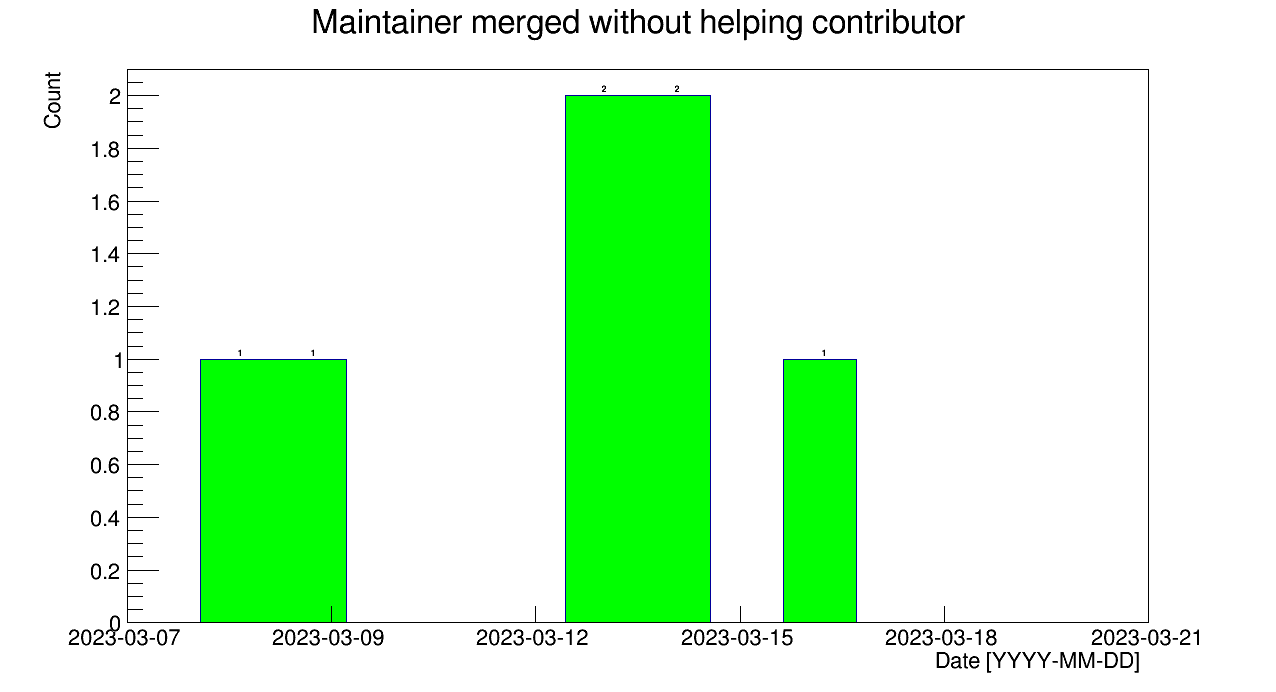 Maintainer merged without helping contributor
Count
2
1.8
1.6
1.4
1.2
1
0.8
0.6
0.4
0.2
0
2 2
1 1 1
2023-03-07 2023-03-09 2023-03-12 2023-03-15 2023-03-18 2023-03-21
Date [YYYY-MM-DD]